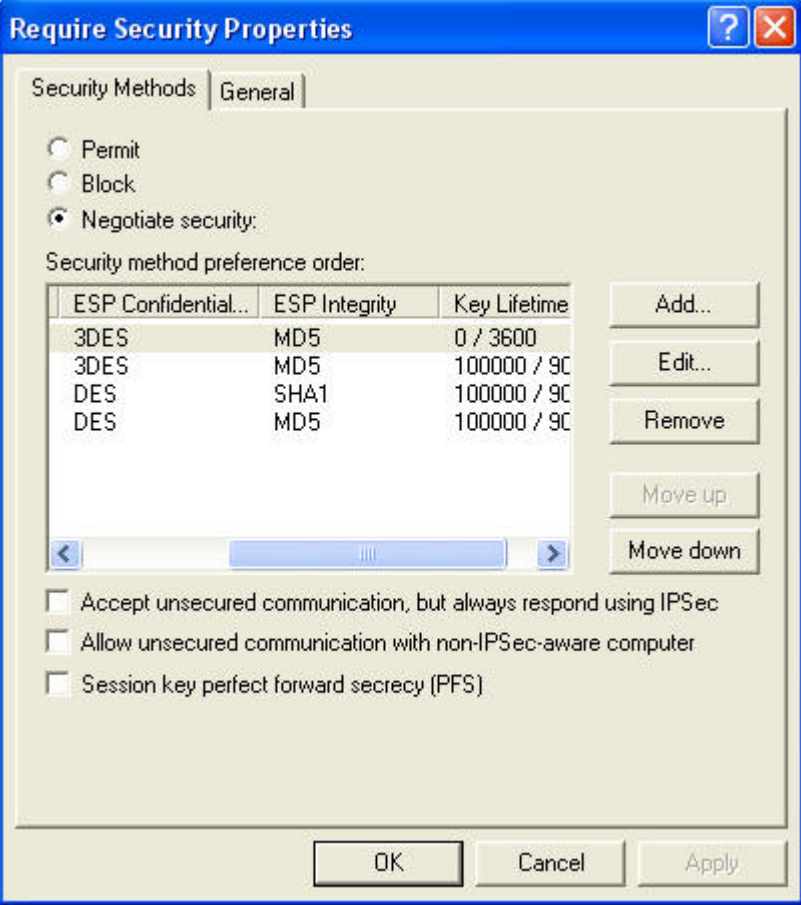 Require Security Properties
Security Methods General
Permit
Block
Negotiate security:
Security method preference order:
ESP Confidential... ESP Integrity Key Lifetime
3DES MD5 0 / 3600
3DES MD5 100000 / 90
DES SHA1 100000 / 90
DES MD5 100000 / 90
Add...
Edit...
Remove
Move up
Move down
Accept unsecured communication, but always respond using IPSec
Allow unsecured communication with non-IPSec-aware computer
Session key perfect forward secrecy (PFS)
OK Cancel Apply